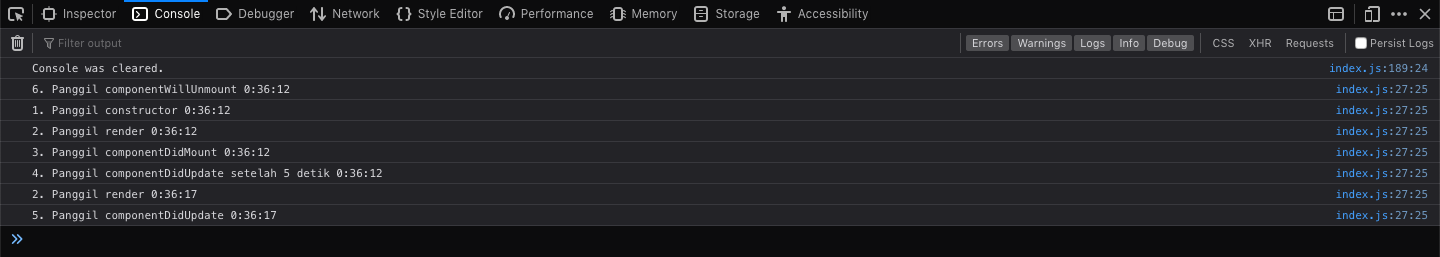 Inspector Console Debugger Network Style Editor Performance Memory Storage Accessibility
Filter output Errors Warnings Logs Info Debug CSS XHR Requests Persist Logs
Console was cleared. index.js:189:24
6. Panggil componentWillUnmount 0:36:12 index.js:27:25
1. Panggil constructor 0:36:12 index.js:27:25
2. Panggil render 0:36:12 index.js:27:25
3. Panggil componentDidMount 0:36:12 index.js:27:25
4. Panggil componentDidUpdate setelah 5 detik 0:36:12 index.js:27:25
2. Panggil render 0:36:17 index.js:27:25
5. Panggil componentDidUpdate 0:36:17 index.js:27:25